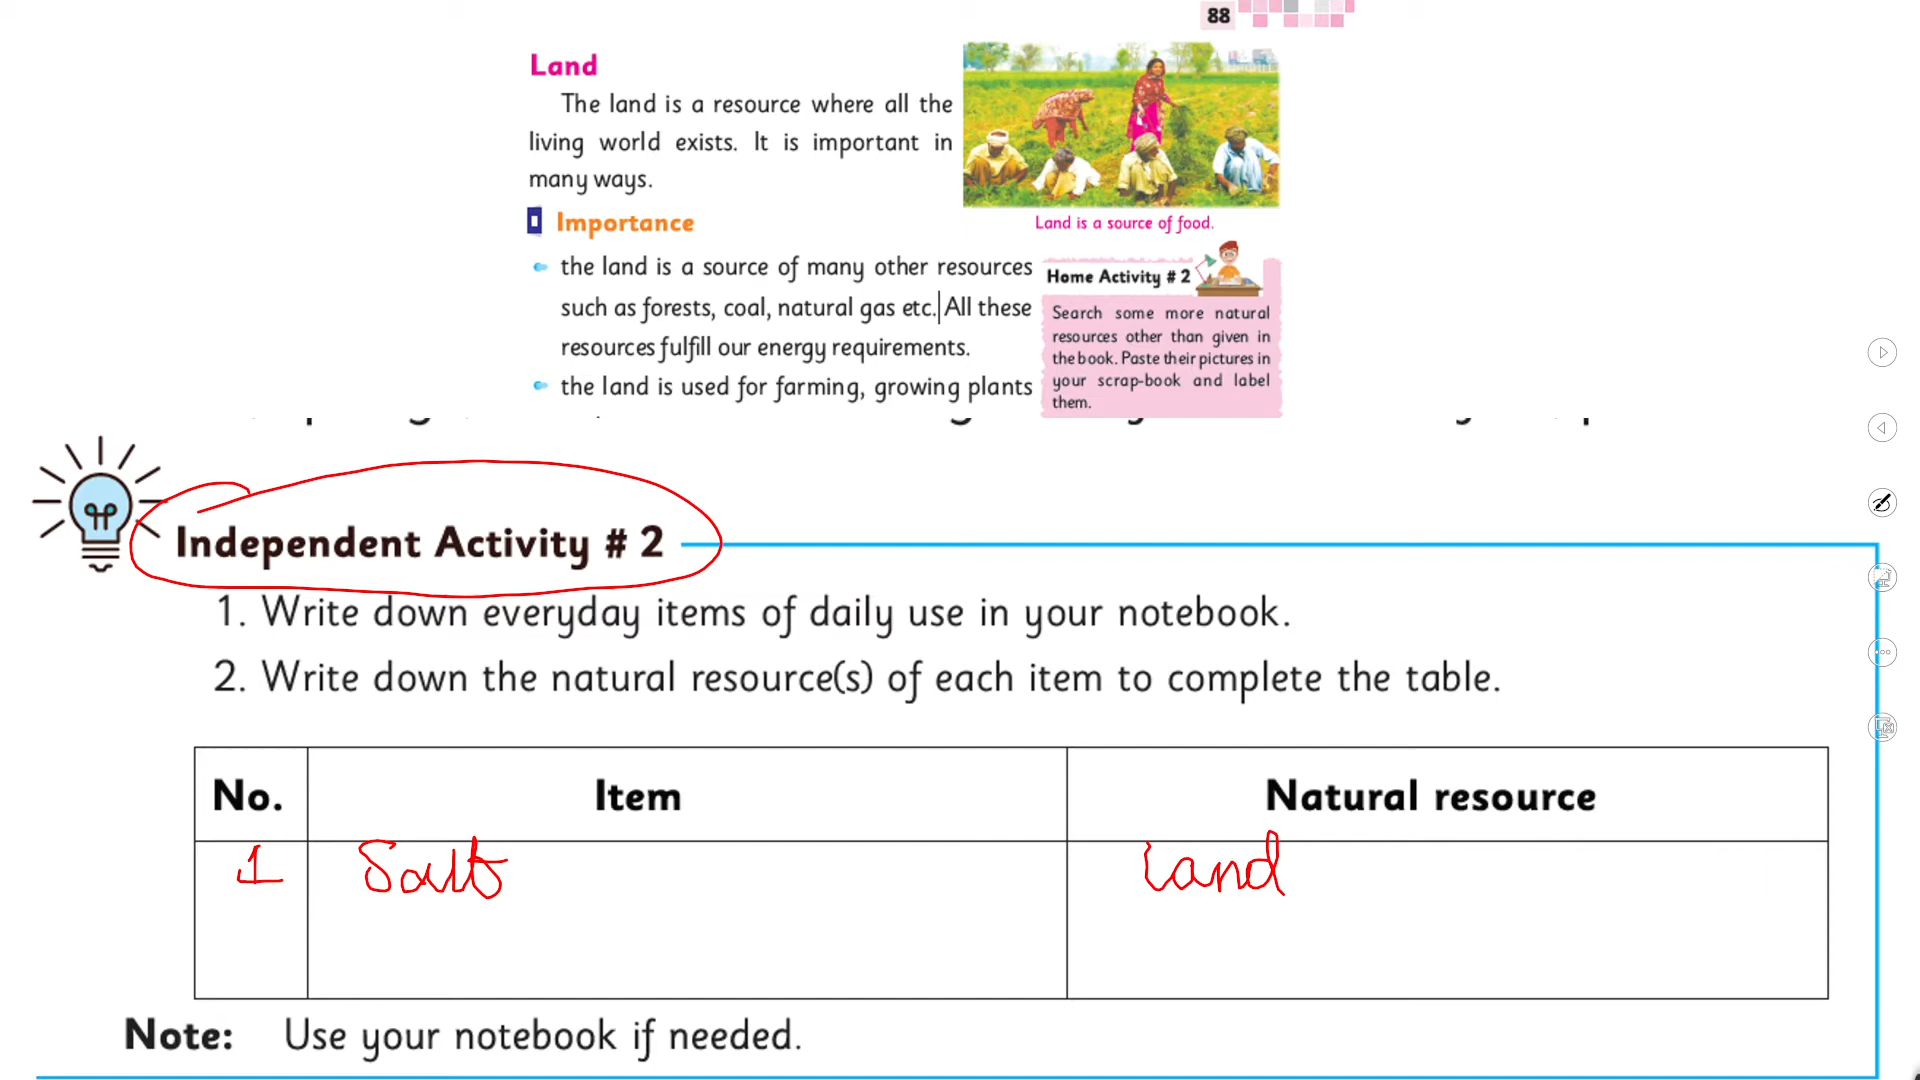 88
Land
The land is a resource where all the
living world exists. It is important in
many ways.
Land is a source of food.
Importance
the land is a source of many other resources
such as forests, coal, natural gas etc. All these
resources fulfill our energy requirements.
the land is used for farming, growing plants
Home Activity # 2
Search some more natural
resources other than given in
the book. Paste their pictures in
your scrap-book and label
them.
Independent Activity # 2
1. Write down everyday items of daily use in your notebook.
2. Write down the natural resource(s) of each item to complete the table.
No. Item Natural resource
1 Salt land
Note: Use your notebook if needed.